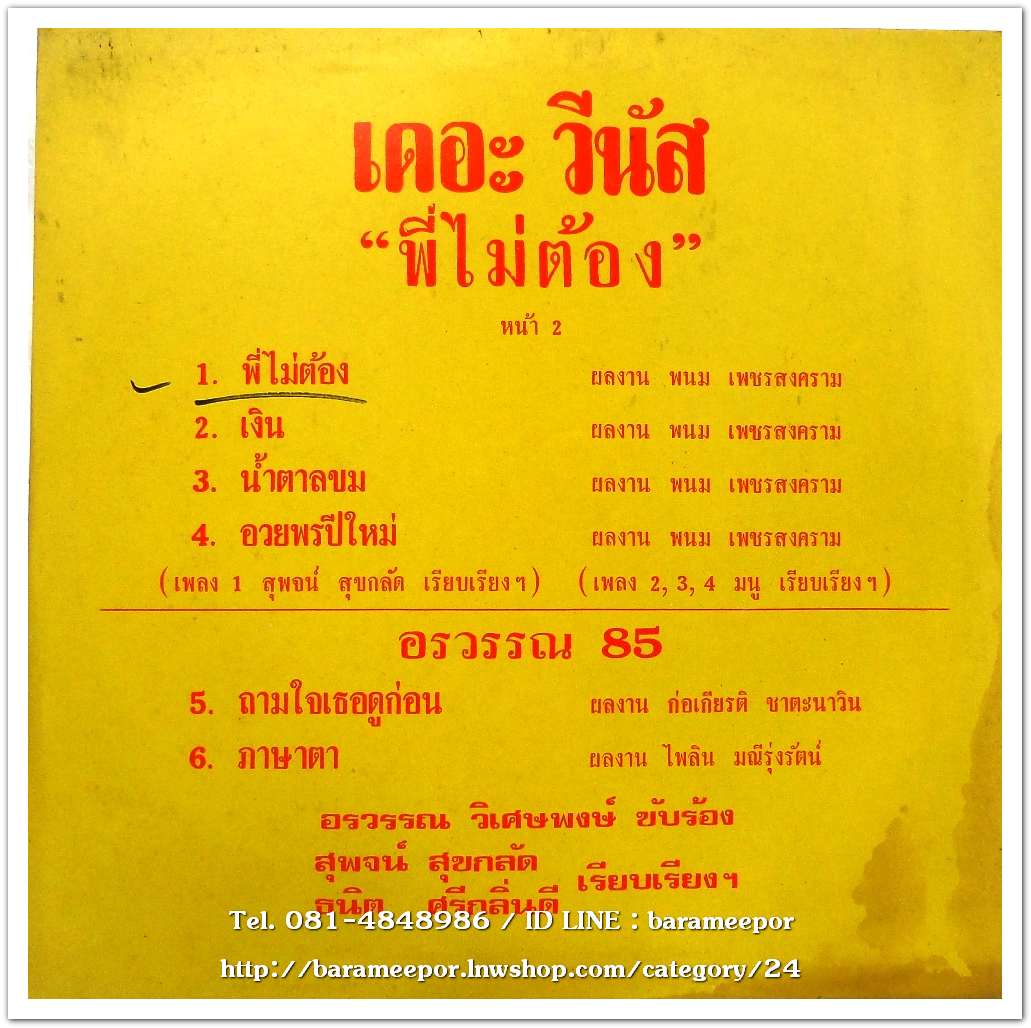 เดอะ วีนัส
“พี่ไม่ต้อง”
หน้า 2
1. พี่ไม่ต้อง ผลงาน พนม เพชรสงคราม
2. เงิน ผลงาน พนม เพชรสงคราม
3. น้ำตาลขม ผลงาน พนม เพชรสงคราม
4. อวยพรปีใหม่ ผลงาน พนม เพชรสงคราม
(เพลง 1 สุพจน์ สุขกลัด เรียบเรียงฯ) (เพลง 2, 3, 4 มนู เรียบเรียงฯ)
อรวรรณ 85
5. ถามใจเธอดูก่อน ผลงาน ก่อเกียรติ ชาตะนาวิน
6. ภาษาตา ผลงาน ไพลิน มณีรุ่งรัตน์
อรวรรณ วิเศษพงษ์ ขับร้อง
สุพจน์ สุขกลัด
เรียบเรียงฯ
ธนิต ศรีกลิ่นดี
Tel. 081-4848986 / ID LINE : barameepor
http://barameepor.lnwshop.com/category/24